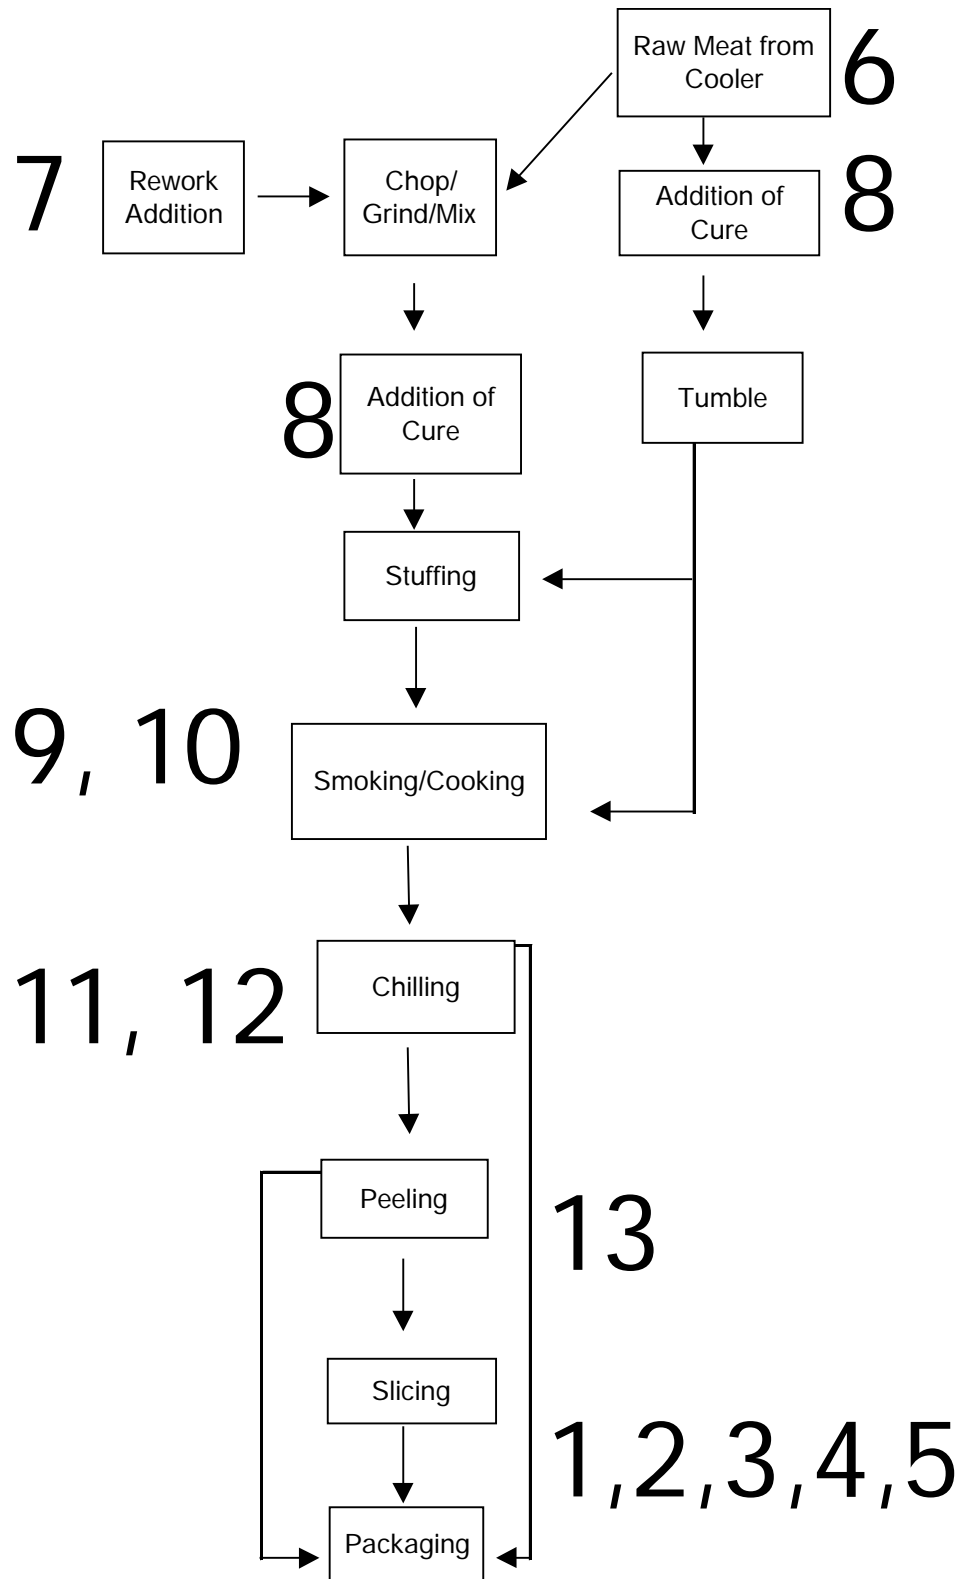 Raw Meat from
Cooler
6
7
Rework
Addition
Chop/
Grind/Mix
Addition of
Cure
8
8
Addition of
Cure
Tumble
Stuffing
9, 10
Smoking/Cooking
11, 12
Chilling
Peeling
13
Slicing
1,2,3,4,5
Packaging